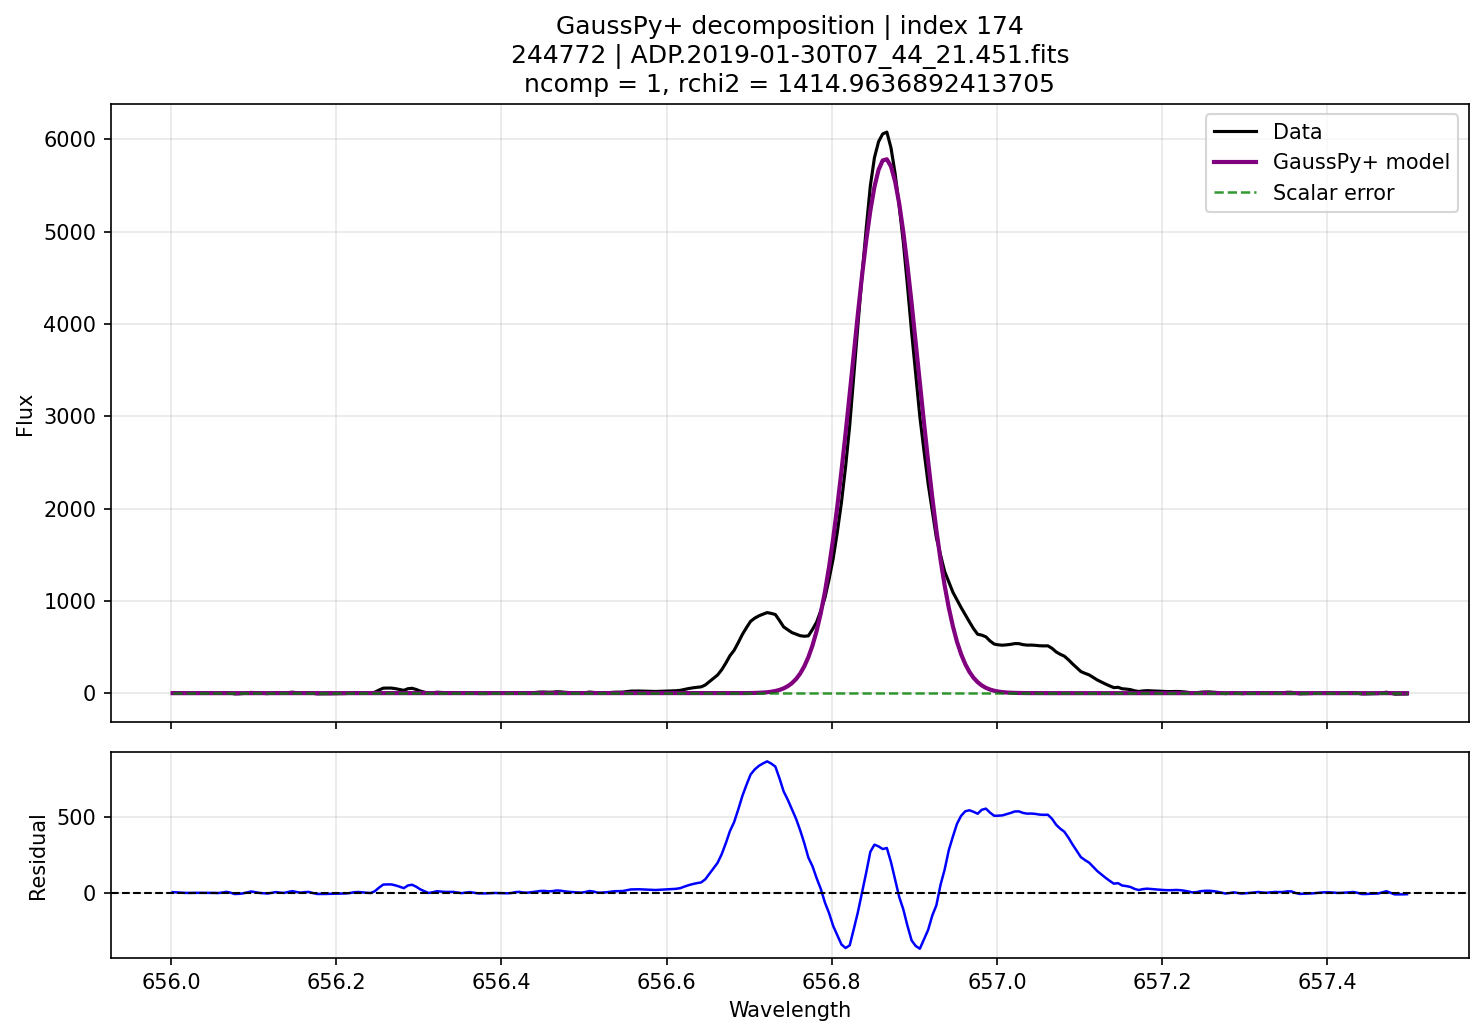 GaussPy+ decomposition | index 174
244772 | ADP.2019-01-30T07_44_21.451.fits
ncomp = 1, rchi2 = 1414.9636892413705
Data
GaussPy+ model
Scalar error
Flux
6000
5000
4000
3000
2000
1000
0
Residual
500
0
656.0 656.2 656.4 656.6 656.8 657.0 657.2 657.4
Wavelength